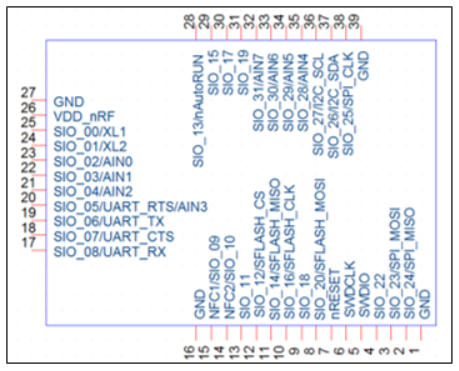 28 SIO_13/nAutoRUN
29 SIO_15
30 SIO_17
31 SIO_19
32 SIO_31/AIN7
33 SIO_30/AIN6
34 SIO_29/AIN5
35 SIO_28/AIN4
36 SIO_27/I2C_SCL
37 SIO_26/I2C_SDA
38 SIO_25/SPI_CLK
39 GND
27 GND
26 VDD_nRF
25 SIO_00/XL1
24 SIO_01/XL2
23 SIO_02/AIN0
22 SIO_03/AIN1
21 SIO_04/AIN2
20 SIO_05/UART_RTS/AIN3
19 SIO_06/UART_TX
18 SIO_07/UART_CTS
17 SIO_08/UART_RX
16 GND
15 NFC1/SIO_09
14 NFC2/SIO_10
13 SIO_11
12 SIO_12/SFLASH_CS
11 SIO_14/SFLASH_MISO
10 SIO_16/SFLASH_CLK
9 SIO_18
8 SIO_20/SFLASH_MOSI
7 nRESET
6 SWDCLK
5 SWDIO
4 SIO_22
3 SIO_23/SPI_MOSI
2 SIO_24/SPI_MISO
1 GND